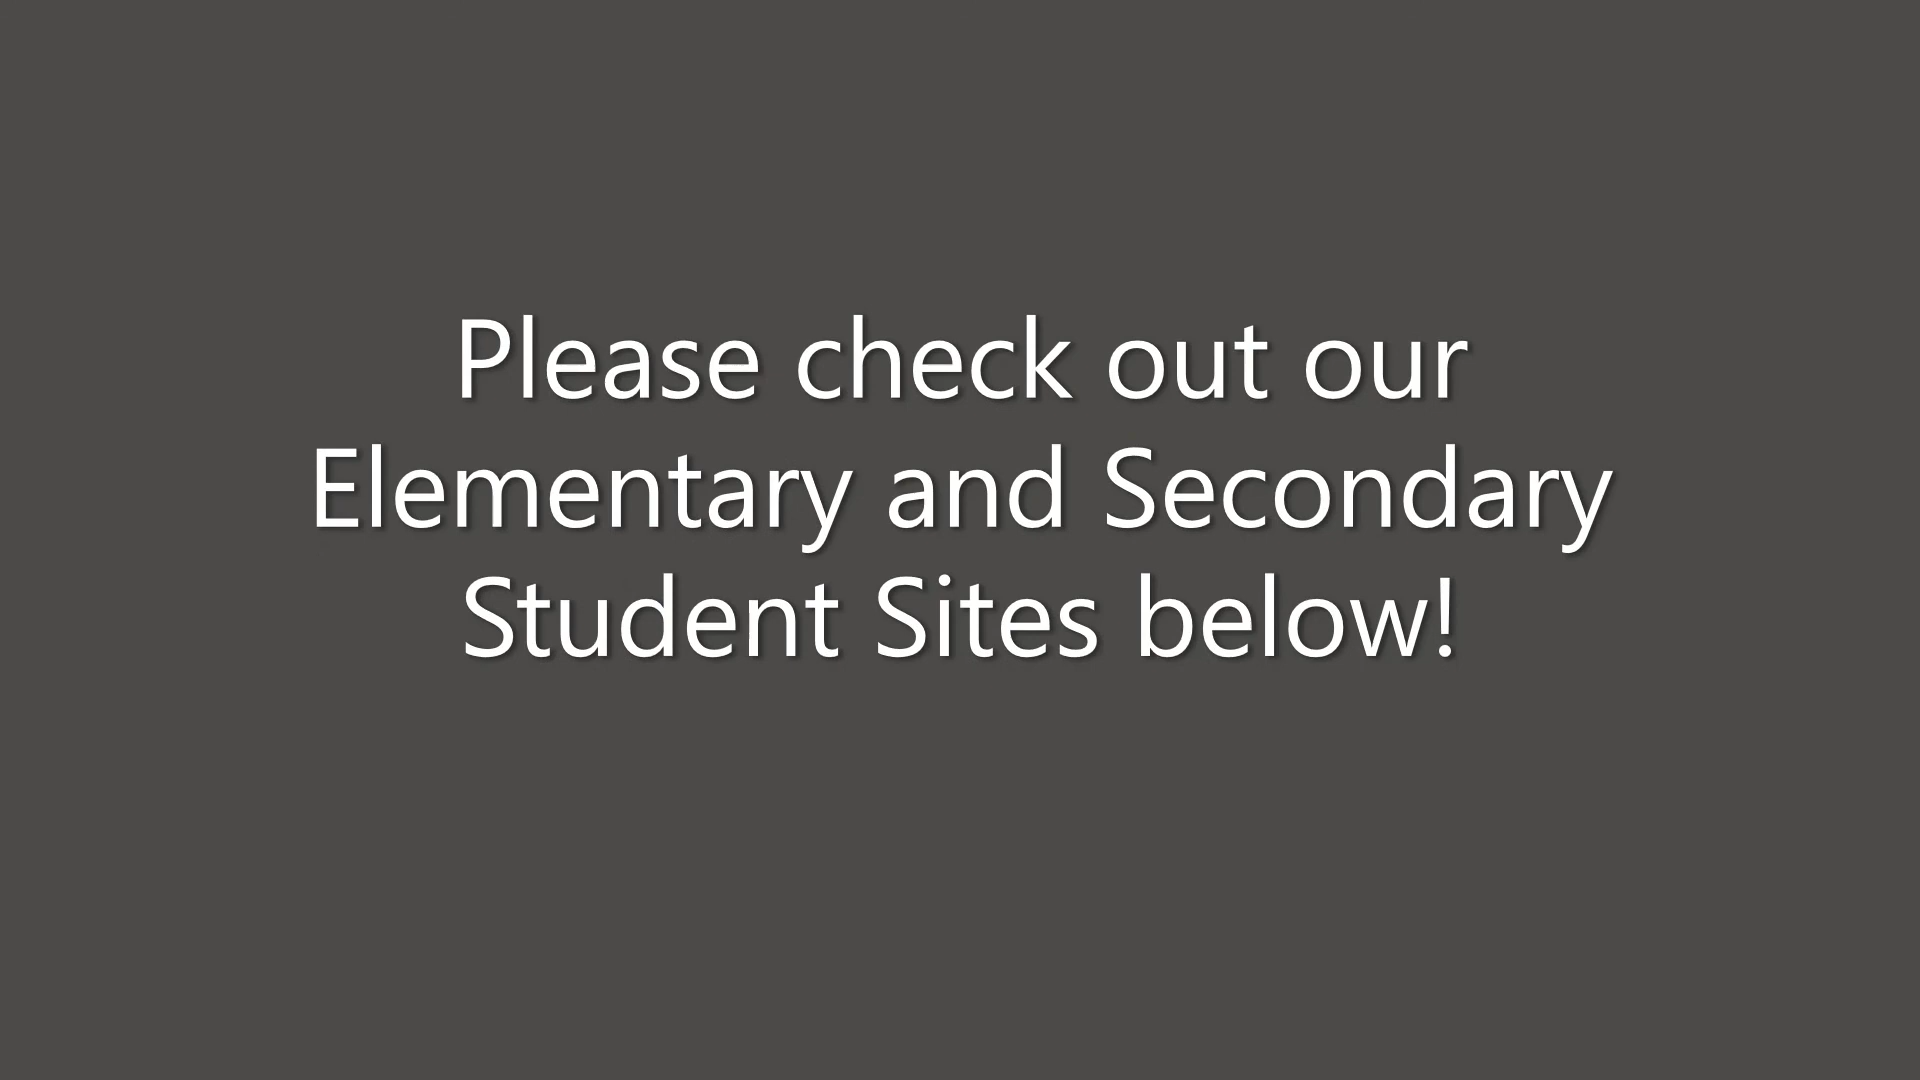 Please check out our
Elementary and Secondary
Student Sites below!